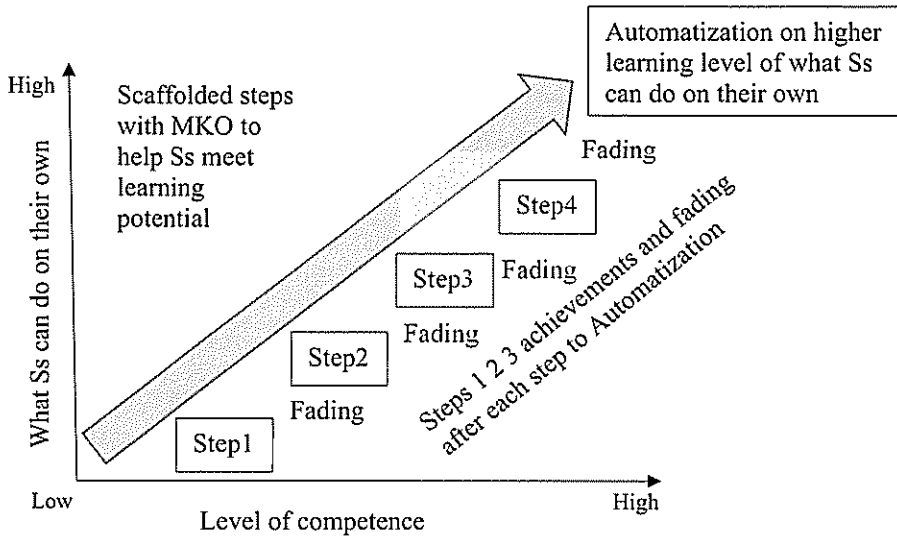 Automatization on higher
learning level of what Ss
can do on their own
High
Scaffolded steps
with MKO to
help Ss meet
learning
potential
What Ss can do on their own
Fading
Step4
Step3
Fading
Fading
Step2
Fading
Step1
Steps 1 2 3 achievements and fading
after each step to Automatization
Low
High
Level of competence